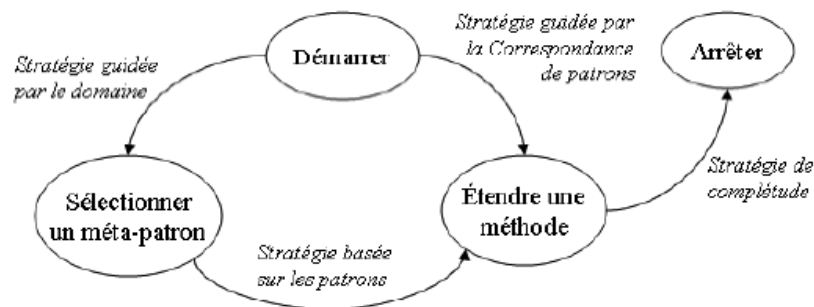 Stratégie guidée par
la Correspondance
de patrons
Démarrer
Arrêter
Stratégie guidée
par le domaine
Stratégie de
complétude
Sélectionner
un méta-patron
Étendre une
méthode
Stratégie basée
sur les patrons